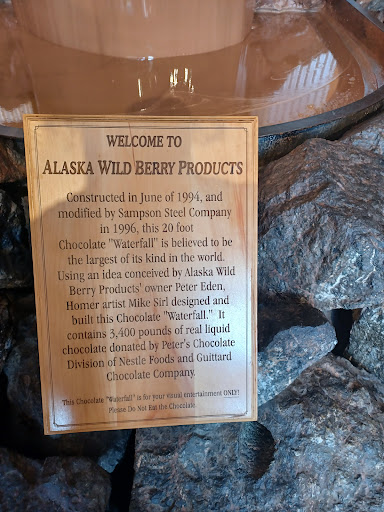 WELCOME TO
ALASKA WILD BERRY PRODUCTS
Constructed in June of 1994, and
modified by Sampson Steel Company
in 1996, this 20 foot
Chocolate "Waterfall" is believed to be
the largest of its kind in the world.
Using an idea conceived by Alaska Wild
Berry Products' owner Peter Eden,
Homer artist Mike Sirl designed and
built this Chocolate "Waterfall." It
contains 3,400 pounds of real liquid
chocolate donated by Peter's Chocolate
Division of Nestle Foods and Guittard
Chocolate Company.
This Chocolate "Waterfall" is for your visual entertainment ONLY!
Please Do Not Eat the Chocolate.